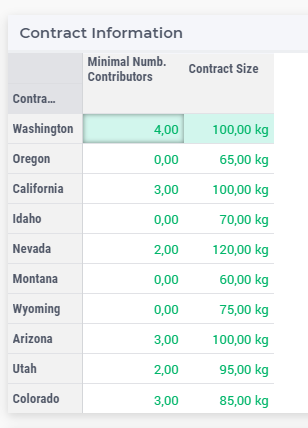 Contract Information
Minimal Numb. Contributors Contract Size
Contra...
Washington 4,00 100,00 kg
Oregon 0,00 65,00 kg
California 3,00 100,00 kg
Idaho 0,00 70,00 kg
Nevada 2,00 120,00 kg
Montana 0,00 60,00 kg
Wyoming 0,00 75,00 kg
Arizona 3,00 100,00 kg
Utah 2,00 95,00 kg
Colorado 3,00 85,00 kg